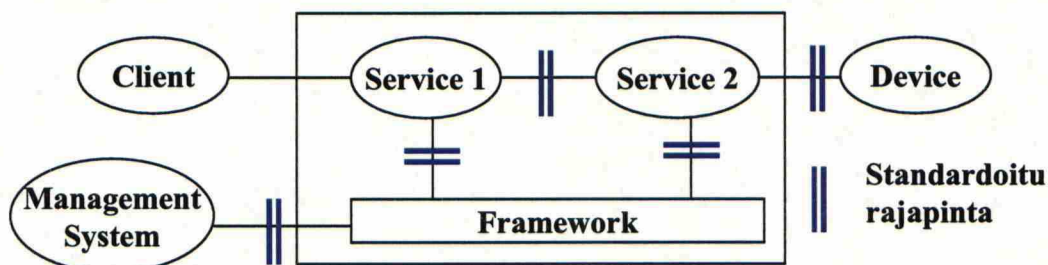 Client
Service 1
Service 2
Device
Management
System
Framework
Standardoitu
rajapinta